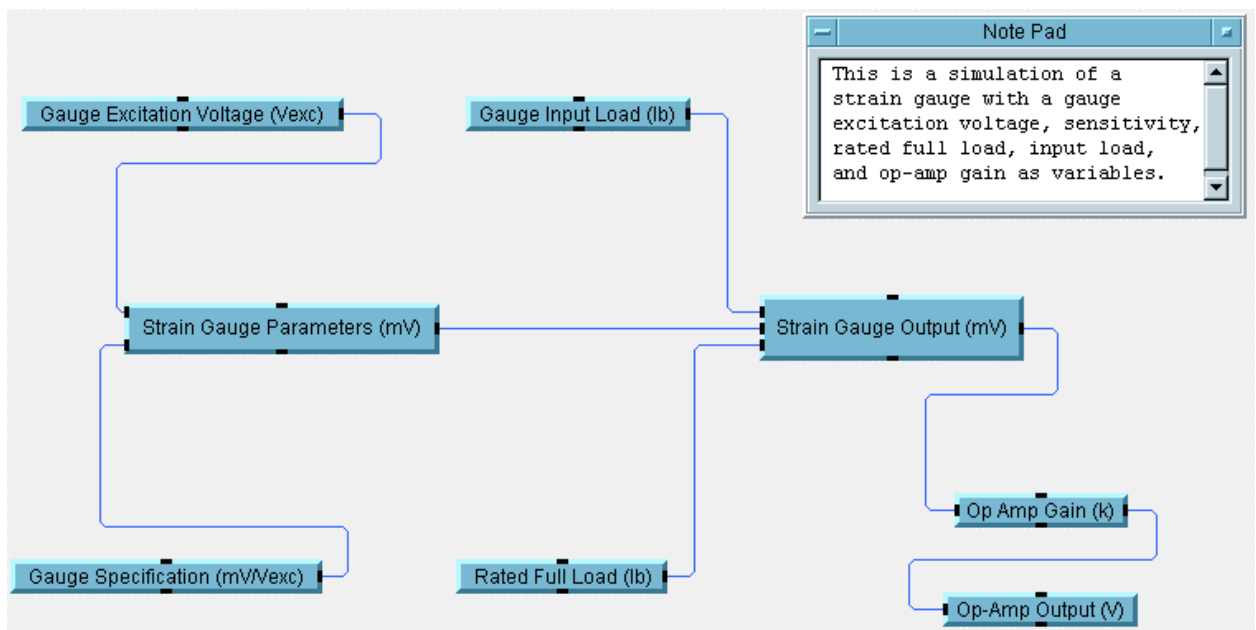 Note Pad
This is a simulation of a
strain gauge with a gauge
excitation voltage, sensitivity,
rated full load, input load,
and op-amp gain as variables.
Gauge Excitation Voltage (Vexc)
Gauge Input Load (lb)
Strain Gauge Parameters (mV)
Strain Gauge Output (mV)
Op Amp Gain (k)
Gauge Specification (mV/Vexc)
Rated Full Load (lb)
Op-Amp Output (V)